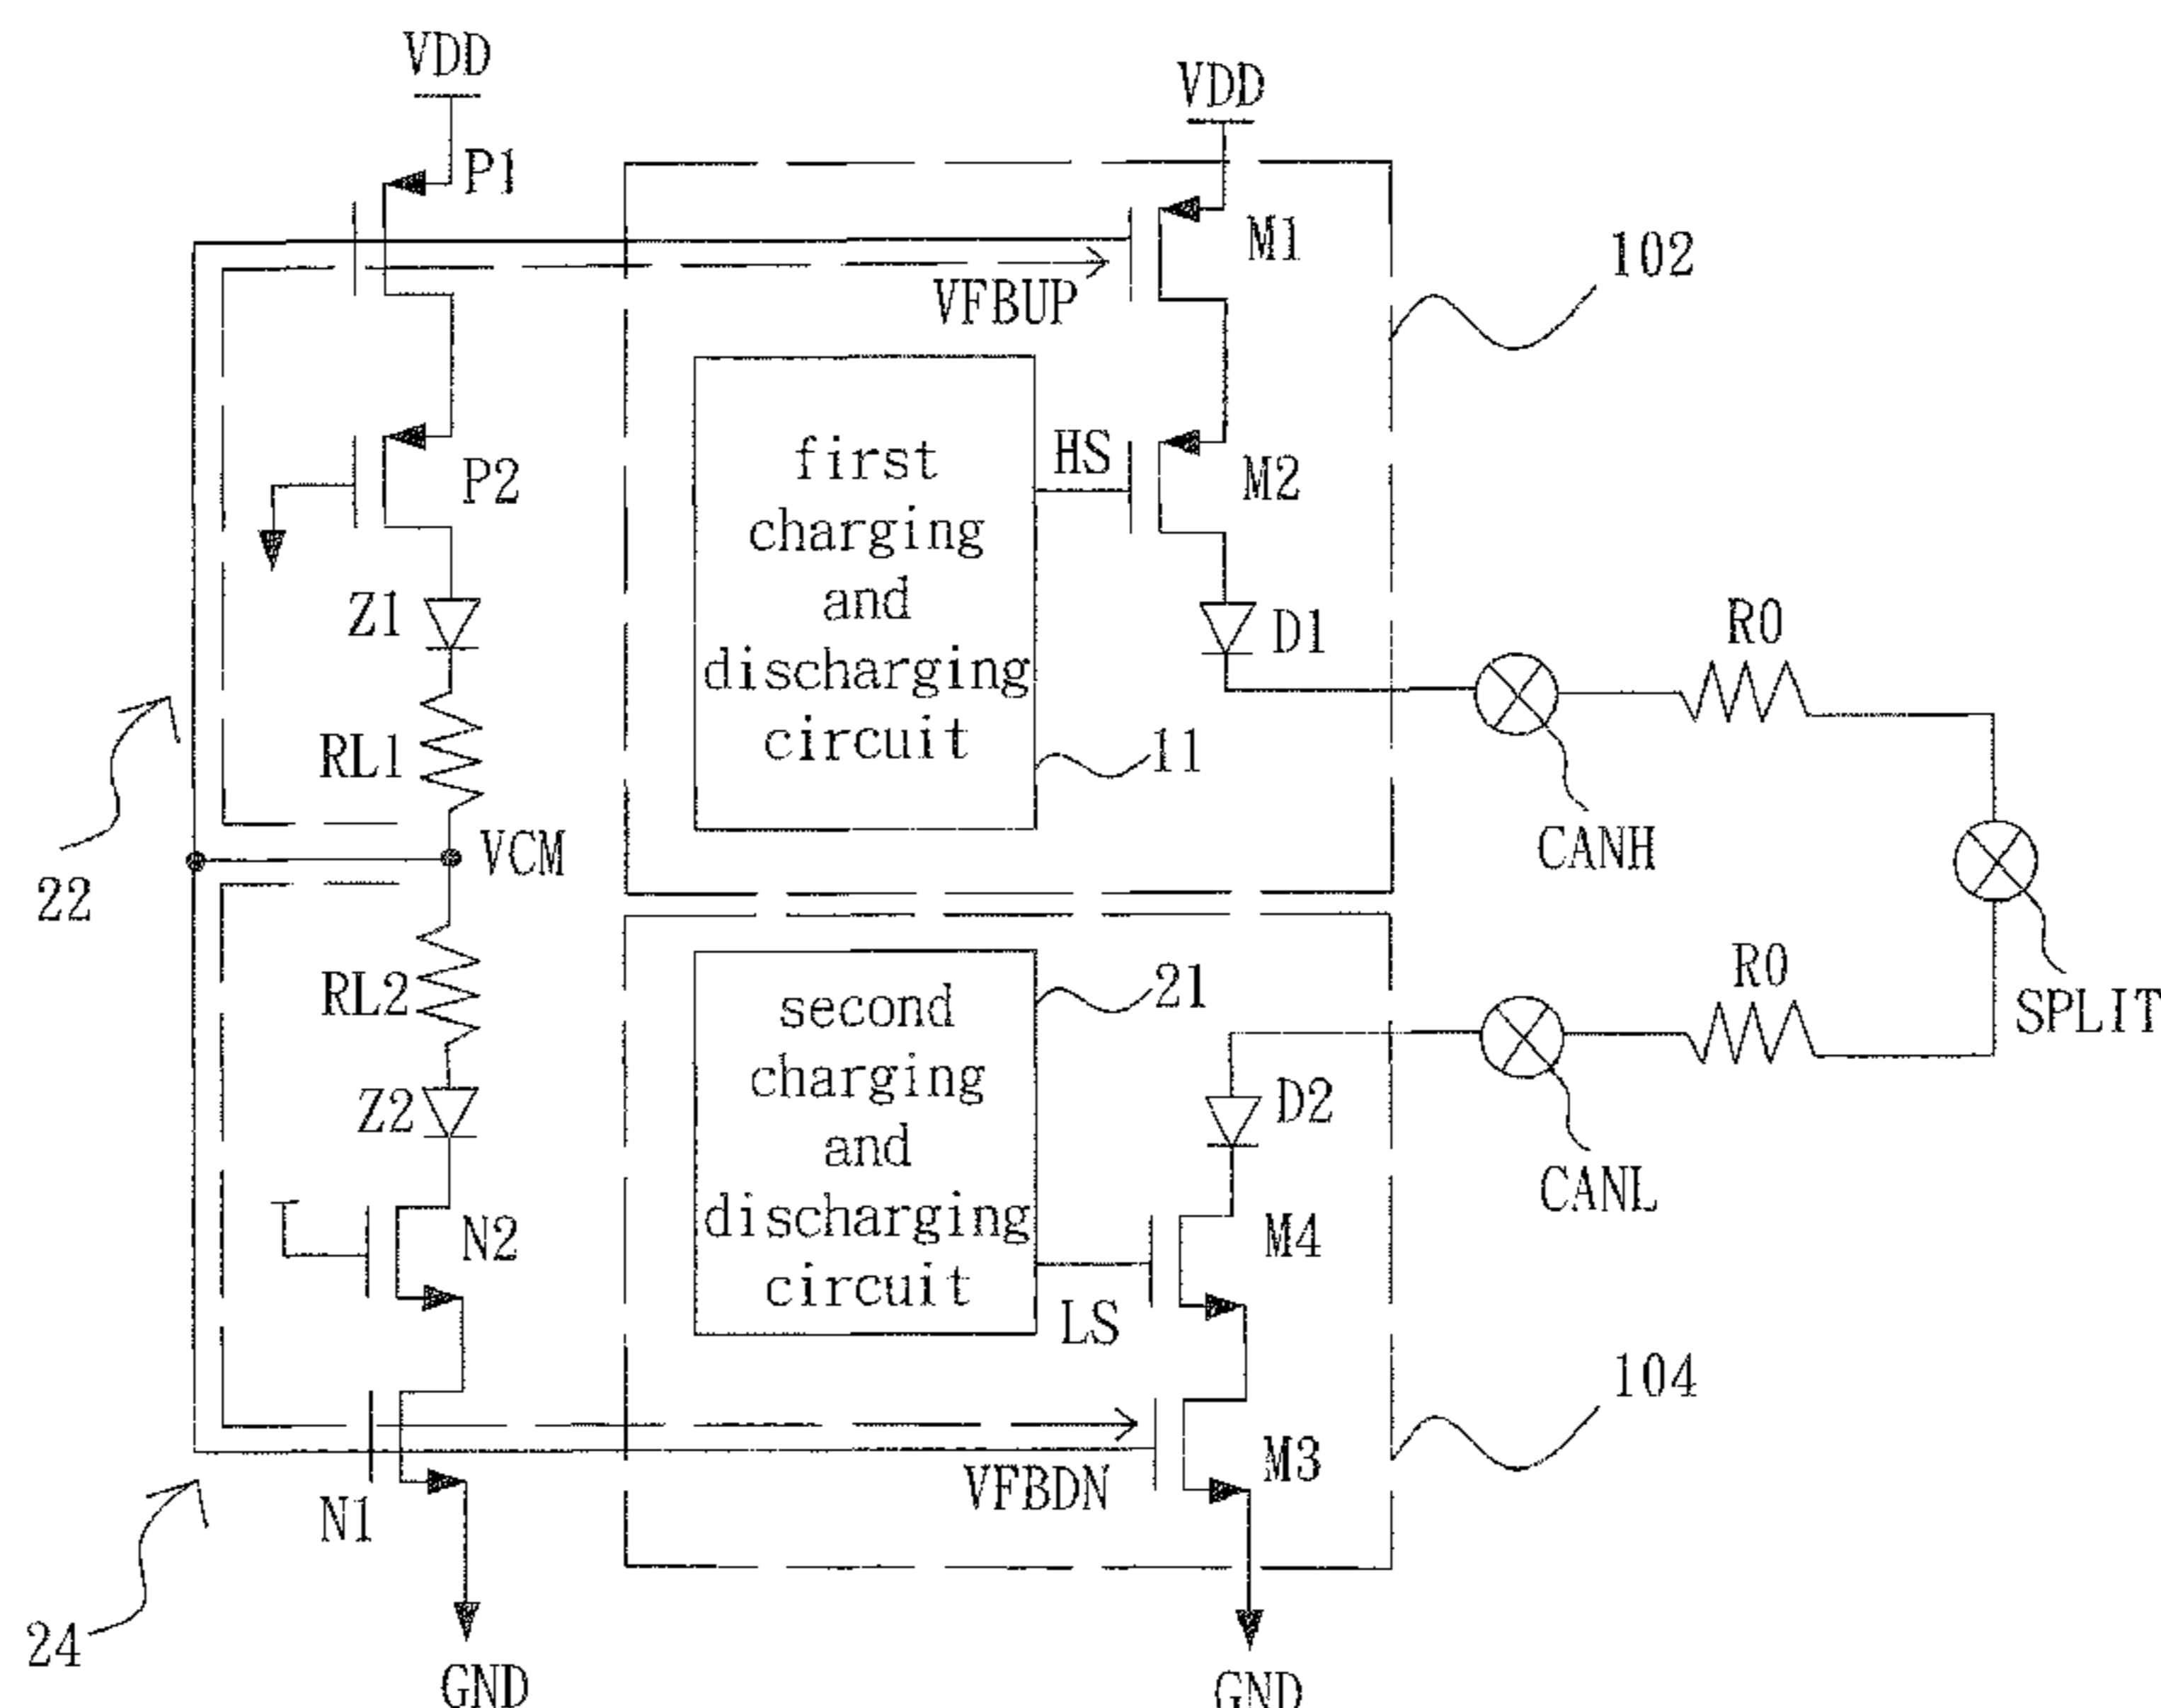 VDD
VDD
P1
M1
102
VFBUP
P2
HS
M2
first
charging
and
discharging
circuit
Z1
D1
R0
RL1
11
CANH
22
VCM
RL2
second
charging
and
discharging
circuit
21
R0
SPLIT
Z2
D2
CANL
N2
M4
LS
104
VFBDN
M3
N1
24
GND
GND